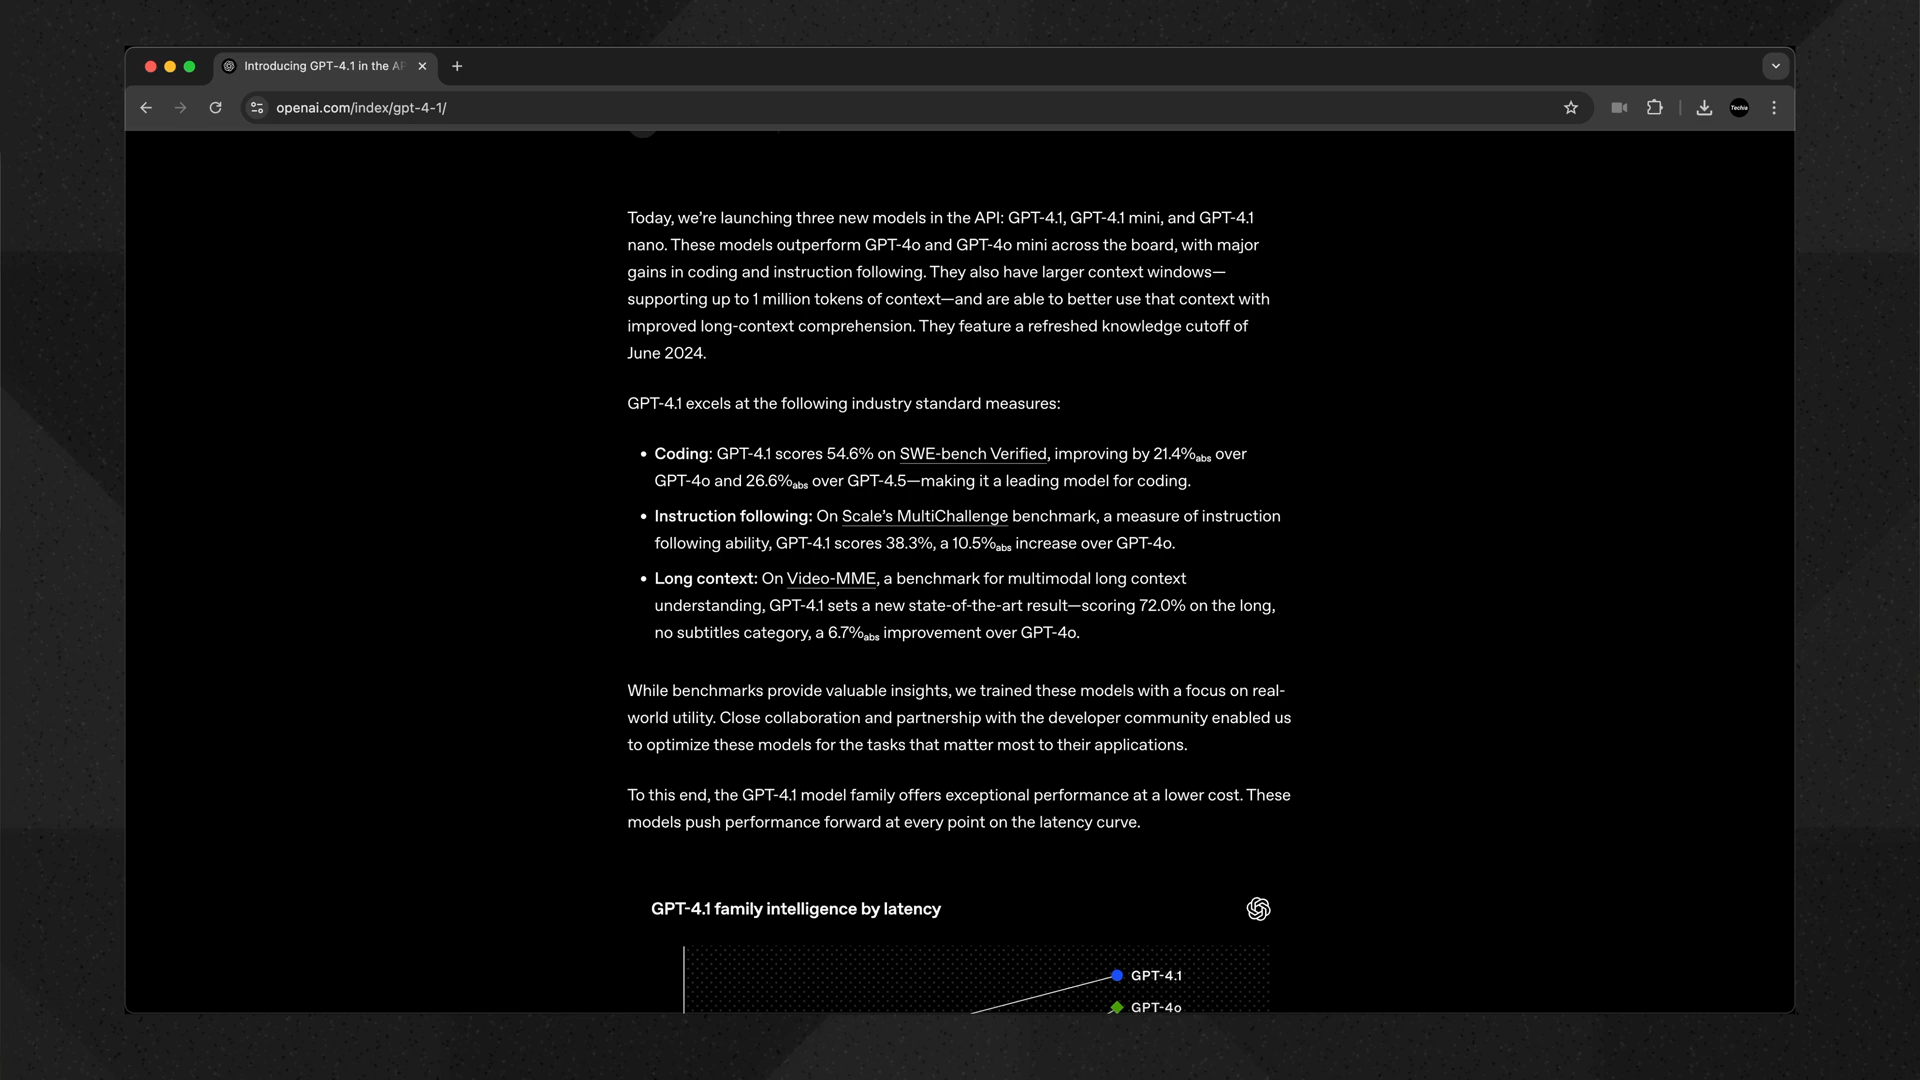 Introducing GPT-4.1 in the AP
openai.com/index/gpt-4-1/
Techie
Today, we’re launching three new models in the API: GPT-4.1, GPT-4.1 mini, and GPT-4.1
nano. These models outperform GPT-4o and GPT-4o mini across the board, with major
gains in coding and instruction following. They also have larger context windows—
supporting up to 1 million tokens of context—and are able to better use that context with
improved long-context comprehension. They feature a refreshed knowledge cutoff of
June 2024.
GPT-4.1 excels at the following industry standard measures:
• Coding: GPT-4.1 scores 54.6% on SWE-bench Verified, improving by 21.4%abs over
GPT-4o and 26.6%abs over GPT-4.5—making it a leading model for coding.
• Instruction following: On Scale’s MultiChallenge benchmark, a measure of instruction
following ability, GPT-4.1 scores 38.3%, a 10.5%abs increase over GPT-4o.
• Long context: On Video-MME, a benchmark for multimodal long context
understanding, GPT-4.1 sets a new state-of-the-art result—scoring 72.0% on the long,
no subtitles category, a 6.7%abs improvement over GPT-4o.
While benchmarks provide valuable insights, we trained these models with a focus on real-
world utility. Close collaboration and partnership with the developer community enabled us
to optimize these models for the tasks that matter most to their applications.
To this end, the GPT-4.1 model family offers exceptional performance at a lower cost. These
models push performance forward at every point on the latency curve.
GPT-4.1 family intelligence by latency
GPT-4.1
GPT-4o